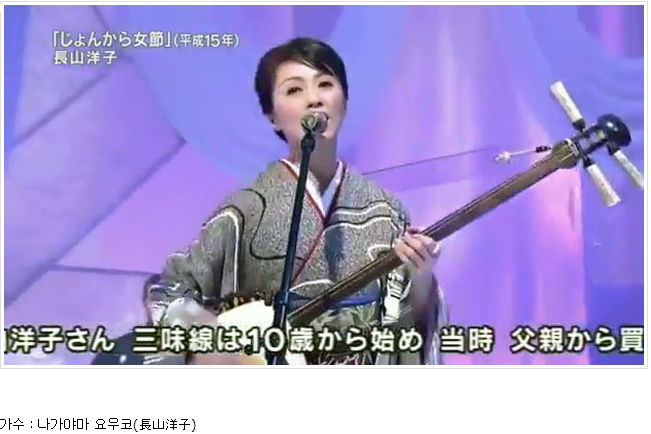 「じょんから女節」(平成15年)
長山洋子
洋子さん 三味線は10歳から始め 当時 父親から買
가수 : 나가야마 요우코(長山洋子)